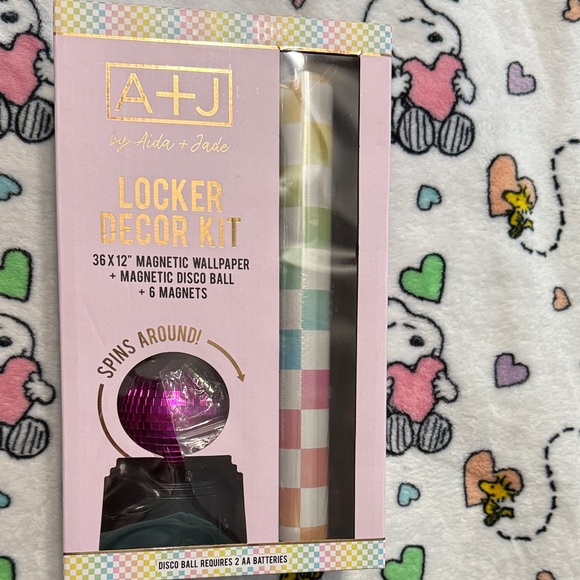 A+J
by Aida + Jade
LOCKER
DECOR KIT
36 X 12" MAGNETIC WALLPAPER
+ MAGNETIC DISCO BALL
+ 6 MAGNETS
SPINS AROUND!
DISCO BALL REQUIRES 2 AA BATTERIES